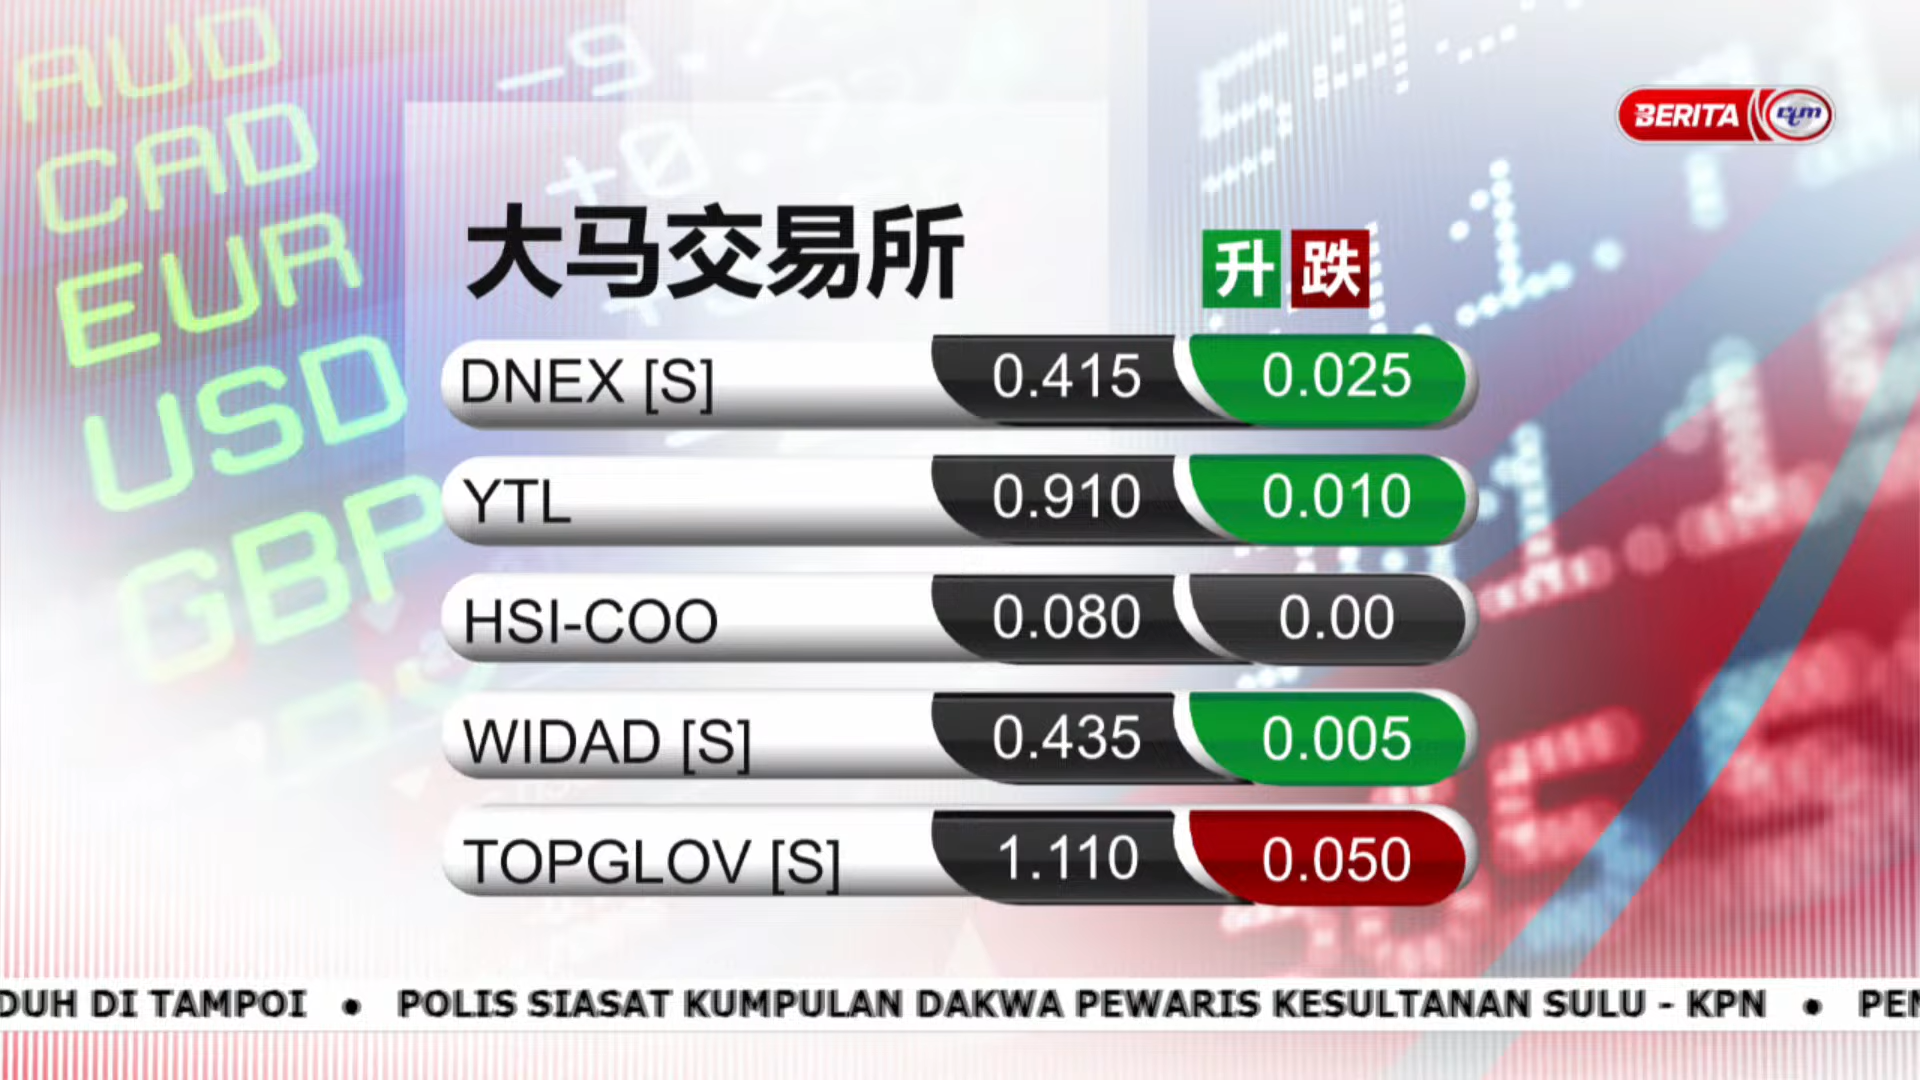 AUD
CAD
EUR
USD
GBP
BERITA rtm
大马交易所
升 跌
DNEX [S] 0.415 0.025
YTL 0.910 0.010
HSI-COO 0.080 0.00
WIDAD [S] 0.435 0.005
TOPGLOV [S] 1.110 0.050
DUH DI TAMPOI • POLIS SIASAT KUMPULAN DAKWA PEWARIS KESULTANAN SULU - KPN • PEN